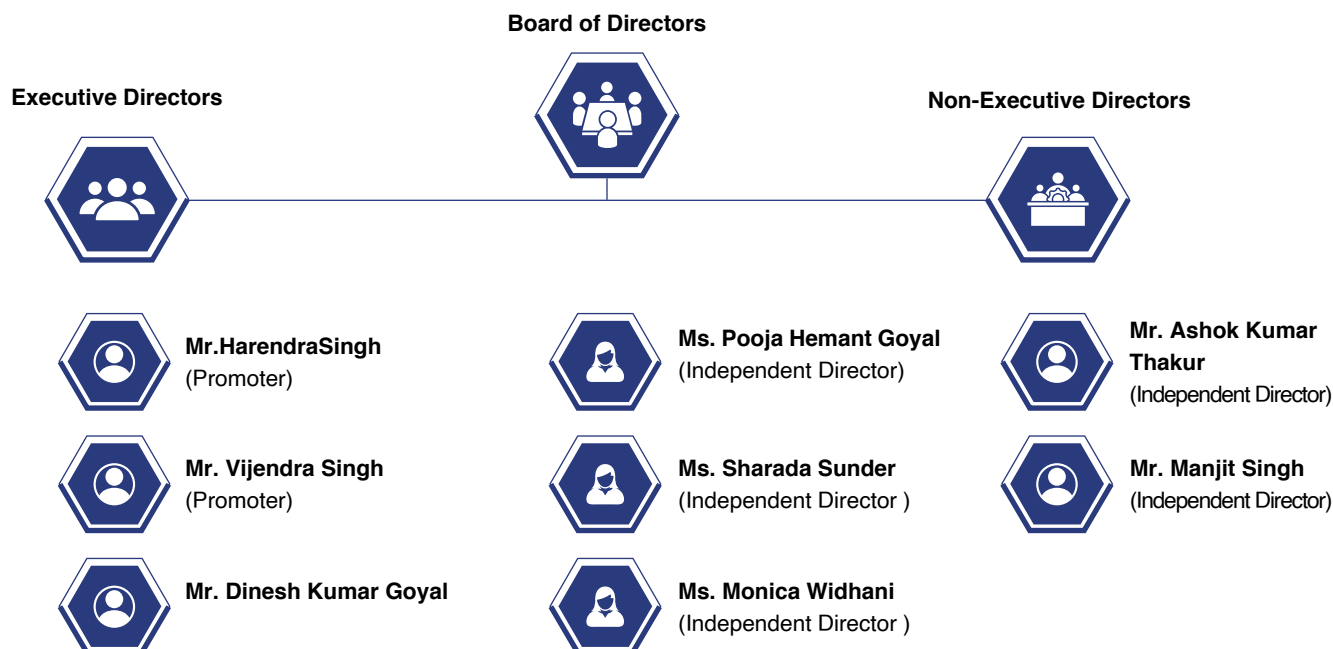 Board of Directors
Executive Directors
Non-Executive Directors
Mr.HarendraSingh
(Promoter)
Ms. Pooja Hemant Goyal
(Independent Director)
Mr. Ashok Kumar
Thakur
(Independent Director)
Mr. Vijendra Singh
(Promoter)
Ms. Sharada Sunder
(Independent Director )
Mr. Manjit Singh
(Independent Director)
Mr. Dinesh Kumar Goyal
Ms. Monica Widhani
(Independent Director )